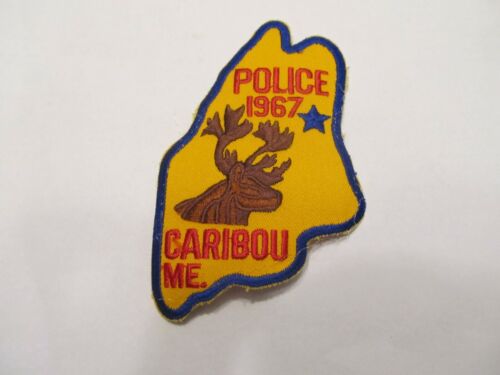 POLICE
1967
CARIBOU
ME.